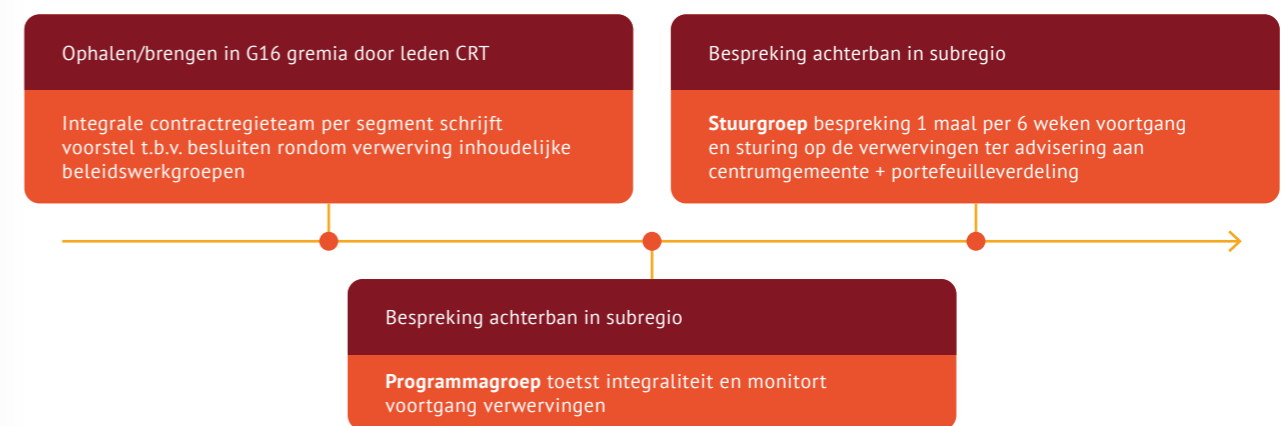 Ophalen/brengen in G16 gremia door leden CRT
Integrale contractregieteam per segment schrijft
voorstel t.b.v. besluiten rondom verwerving inhoudelijke
beleidswerkgroepen
Bespreking achterban in subregio
Programmagroep toetst integraliteit en monitort
voortgang verwervingen
Bespreking achterban in subregio
Stuurgroep bespreking 1 maal per 6 weken voortgang
en sturing op de verwervingen ter advisering aan
centrumgemeente + portefeuilleverdeling